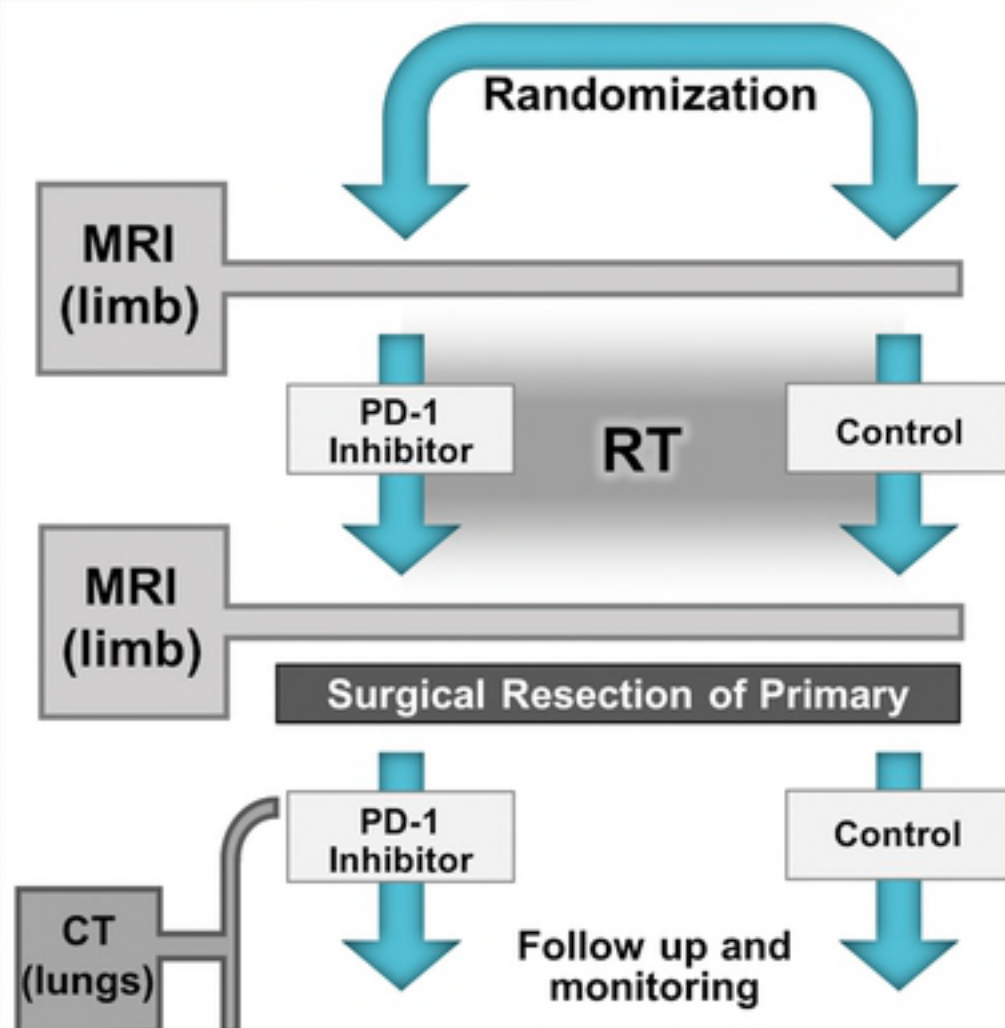 Randomization
MRI
(limb)
PD-1
Inhibitor
RT
Control
MRI
(limb)
Surgical Resection of Primary
PD-1
Inhibitor
Control
CT
(lungs)
Follow up and
monitoring